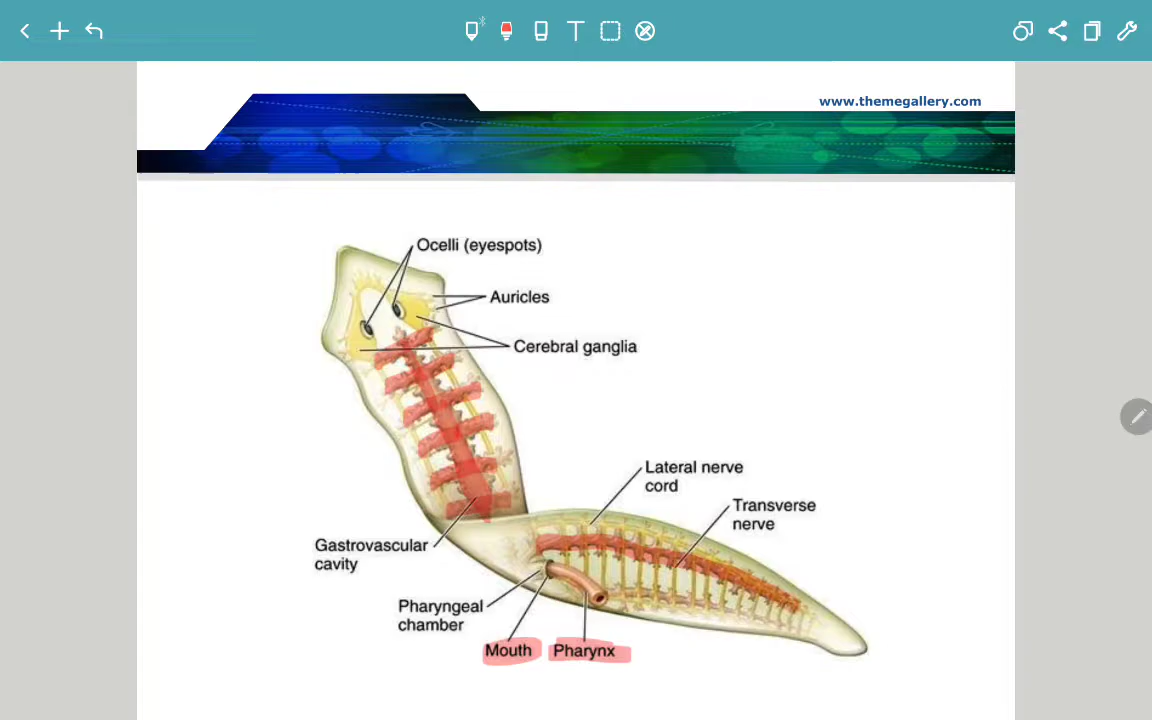 www.themegallery.com
Ocelli (eyespots)
Auricles
Cerebral ganglia
Lateral nerve
cord
Transverse
nerve
Gastrovascular
cavity
Pharyngeal
chamber
Mouth
Pharynx